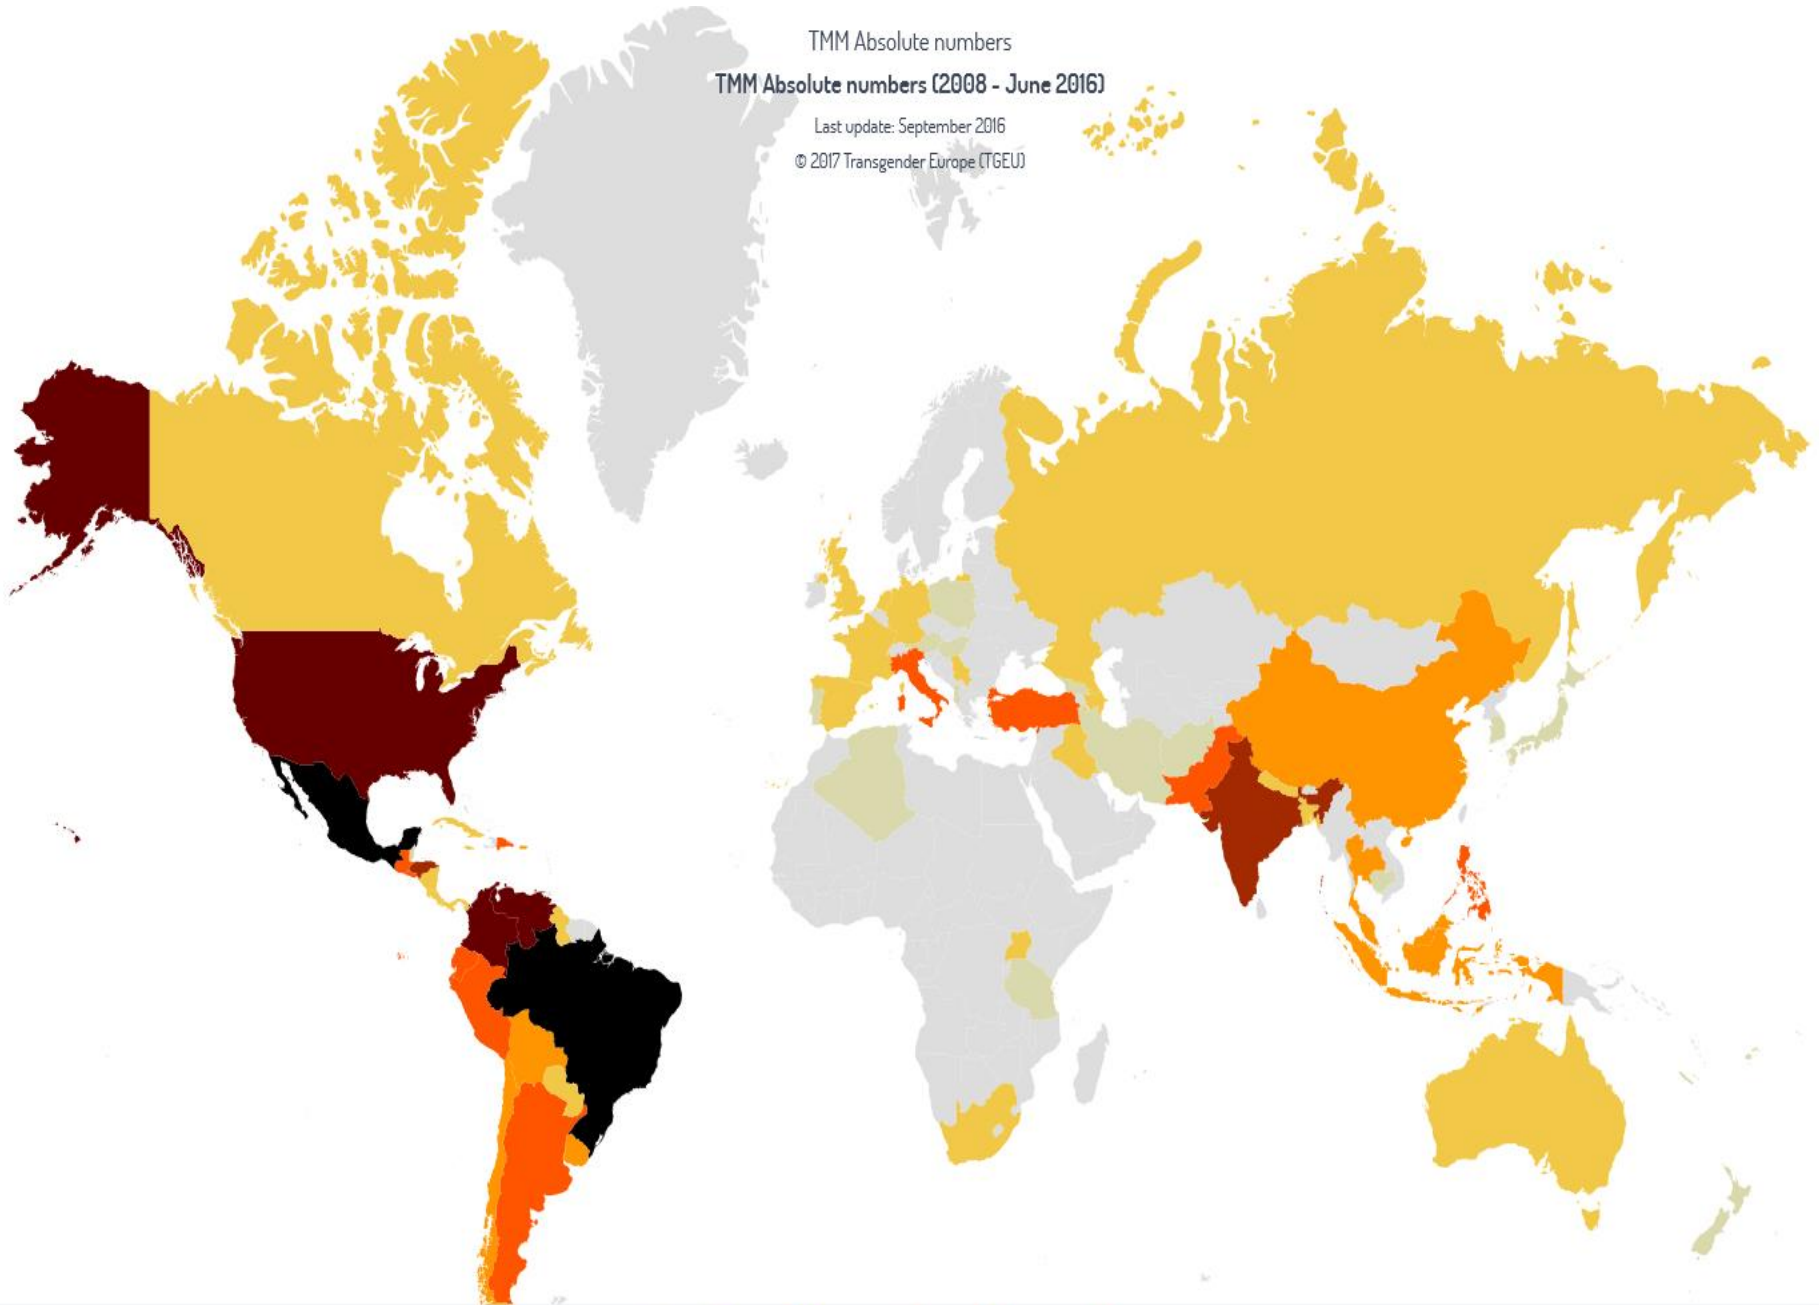 TMM Absolute numbers
TMM Absolute numbers (2008 - June 2016)
Last update: September 2016
© 2017 Transgender Europe (TGEU)